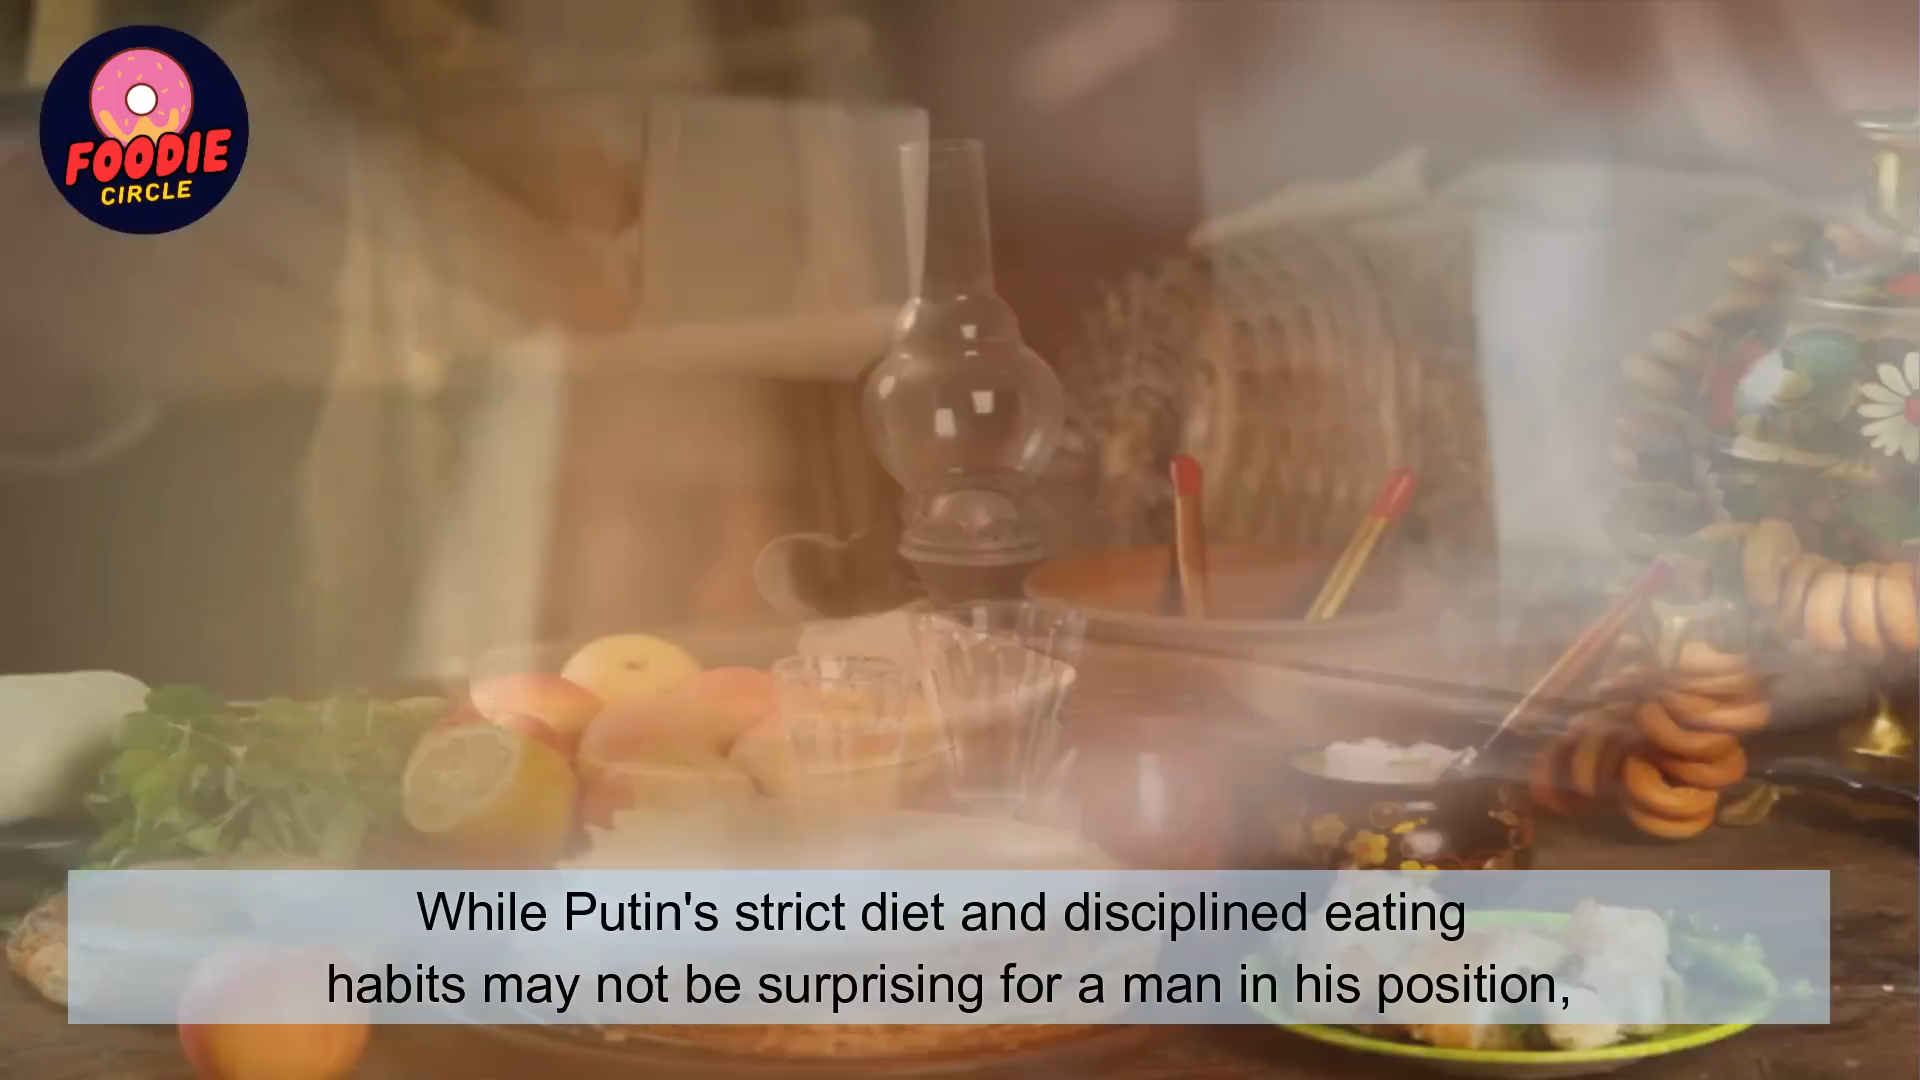 FOODIE
CIRCLE
While Putin's strict diet and disciplined eating
habits may not be surprising for a man in his position,